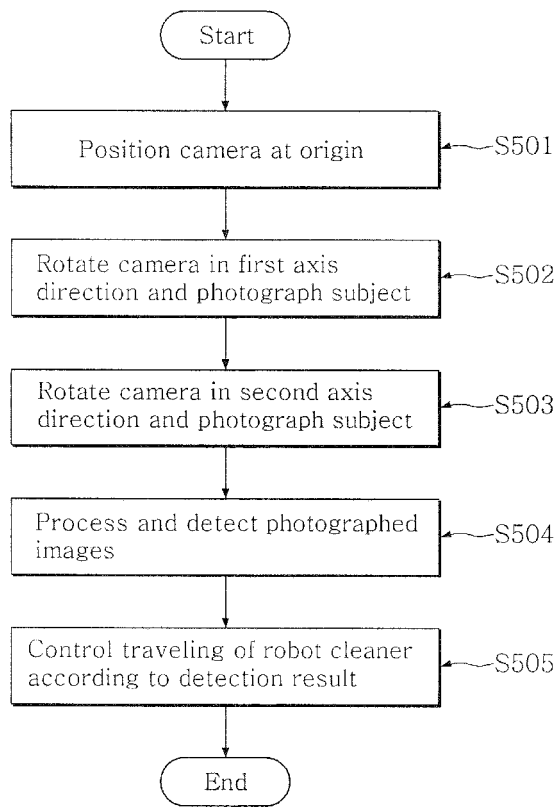 Start
Position camera at origin
S501
Rotate camera in first axis
direction and photograph subject
S502
Rotate camera in second axis
direction and photograph subject
S503
Process and detect photographed
images
S504
Control traveling of robot cleaner
according to detection result
S505
End